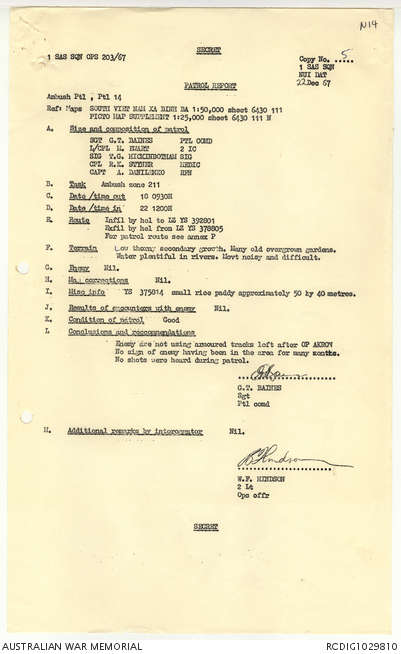 N14
SECRET
1 SAS SQN OPS 203/67
Copy No. 5
1 SAS SQN
NUI DAT
22 Dec 67
PATROL REPORT
Ambush Ptl, Ptl 14
Ref: Maps SOUTH VIET NAM XA BINH BA 1:50,000 sheet 6430 111
PICTO MAP SUPPLEMENT 1:25,000 sheet 6430 111 N
A. Size and composition of patrol
SGT G.T. BAINES PTL COMD
L/CPL M. 2 IC
SIG T.G. HICKINBOTHAM SIG
CPL R.K. MEDIC
CAPT A. DANILENKO RFN
B. Task Ambush zone 211
C. Date/time out 18 0930H
D. Date/time in 22 1200H
E. Route Infil by hel to LZ YS 392801
Exfil by hel from LZ YS 378805
For patrol route see annex P
F. Terrain Low thorny secondary growth. Many old overgrown gardens.
Water plentiful in rivers. Movt noisy and difficult.
G. Enemy Nil.
H. Map corrections Nil.
I. Misc info YS 375814 small rice paddy approximately 50 by 40 metres.
J. Results of encounters with enemy Nil.
K. Condition of patrol Good
L. Conclusions and reccommendations
Enemy are not using armoured tracks left after OP
No sign of enemy having been in the area for many months.
No shots were heard during patrol.
G.T. BAINES
Sgt
Ptl comd
M. Additional remarks by interrogator Nil.
B Hindson
W.F. HINDSON
2 Lt
Ops offr
SECRET
AUSTRALIAN WAR MEMORIAL
RCDIG1029810